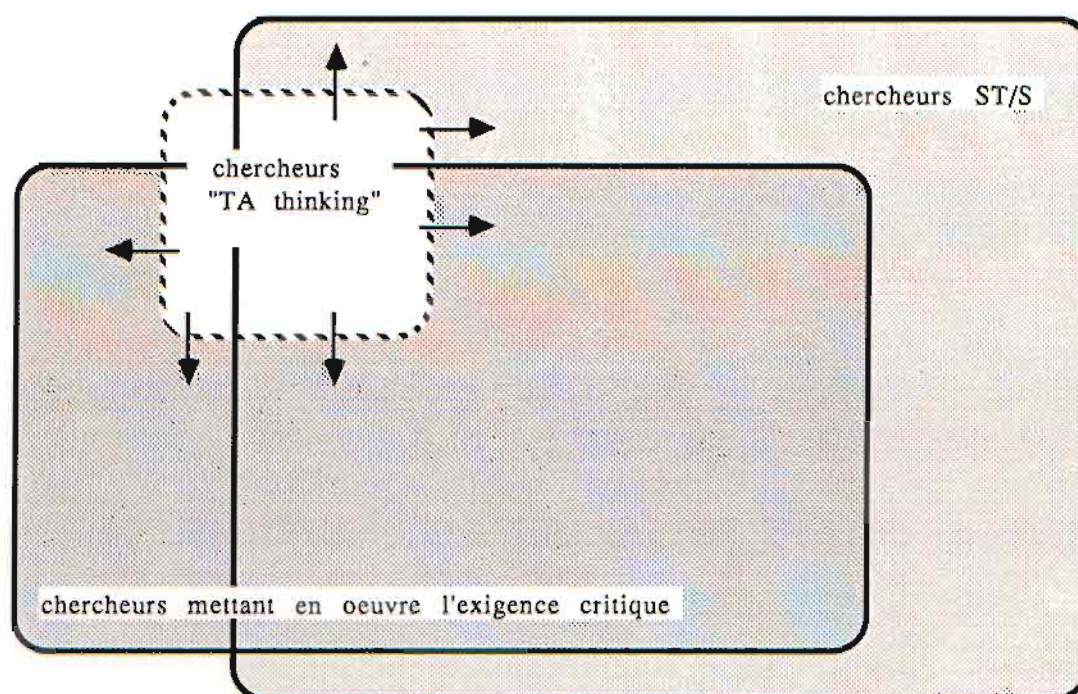 chercheurs ST/S
chercheurs
"TA thinking"
chercheurs mettant en oeuvre l'exigence critique